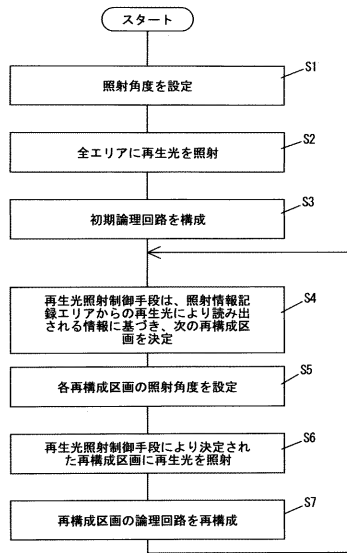 スタート
S1
照射角度を設定
S2
全エリアに再生光を照射
S3
初期論理回路を構成
S4
再生光照射制御手段は、照射情報記
録エリアからの再生光により読み出
される情報に基づき、次の再構成区
画を決定
S5
各再構成区画の照射角度を設定
S6
再生光照射制御手段により決定され
た再構成区画に再生光を照射
S7
再構成区画の論理回路を再構成